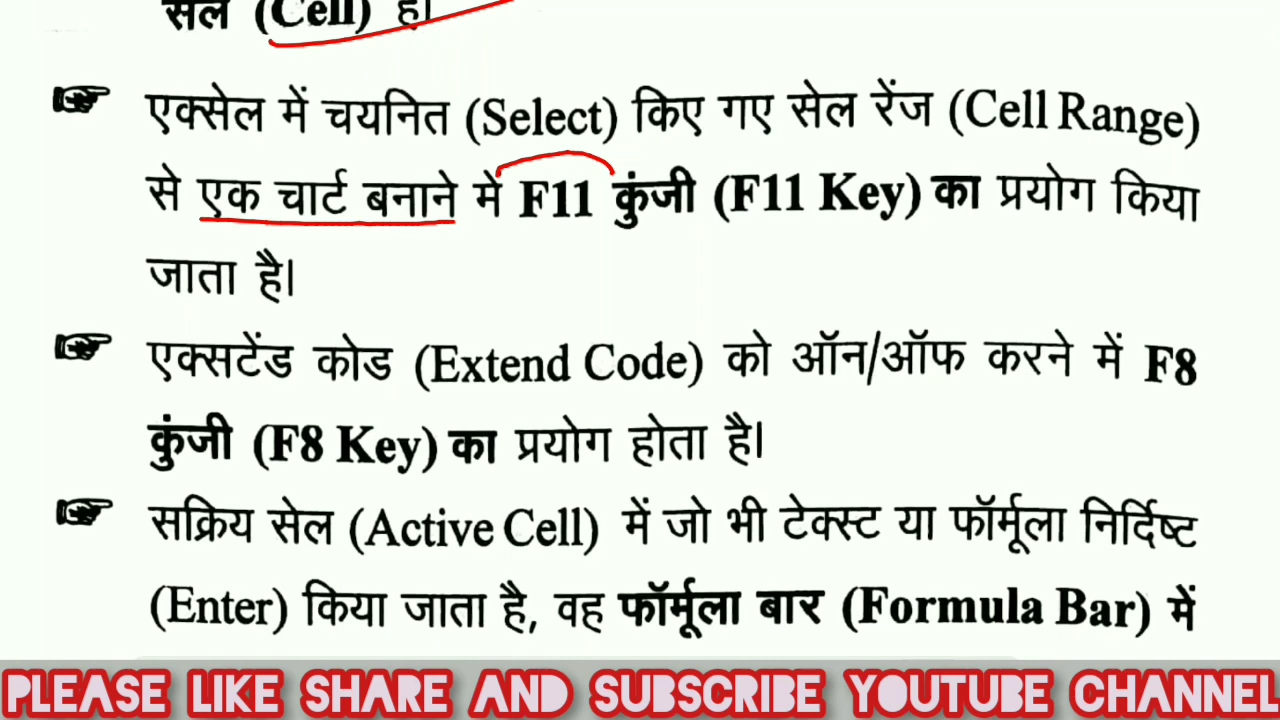 सेल (Cell) है।
एक्सेल में चयनित (Select) किए गए सेल रेंज (Cell Range)
से एक चार्ट बनाने में F11 कुंजी (F11 Key) का प्रयोग किया
जाता है।
एक्सटेंड कोड (Extend Code) को ऑन/ऑफ करने में F8
कुंजी (F8 Key) का प्रयोग होता है।
सक्रिय सेल (Active Cell) में जो भी टेक्स्ट या फॉर्मूला निर्दिष्ट
(Enter) किया जाता है, वह फॉर्मूला बार (Formula Bar) में
PLEASE LIKE SHARE AND SUBSCRIBE YOUTUBE CHANNEL